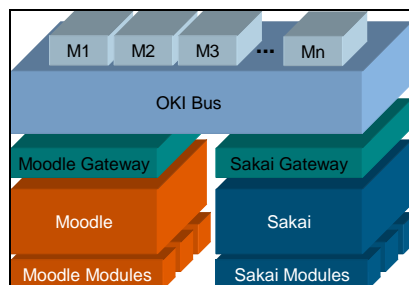 M1 M2 M3 ... Mn
OKI Bus
Moodle Gateway Sakai Gateway
Moodle Sakai
Moodle Modules Sakai Modules